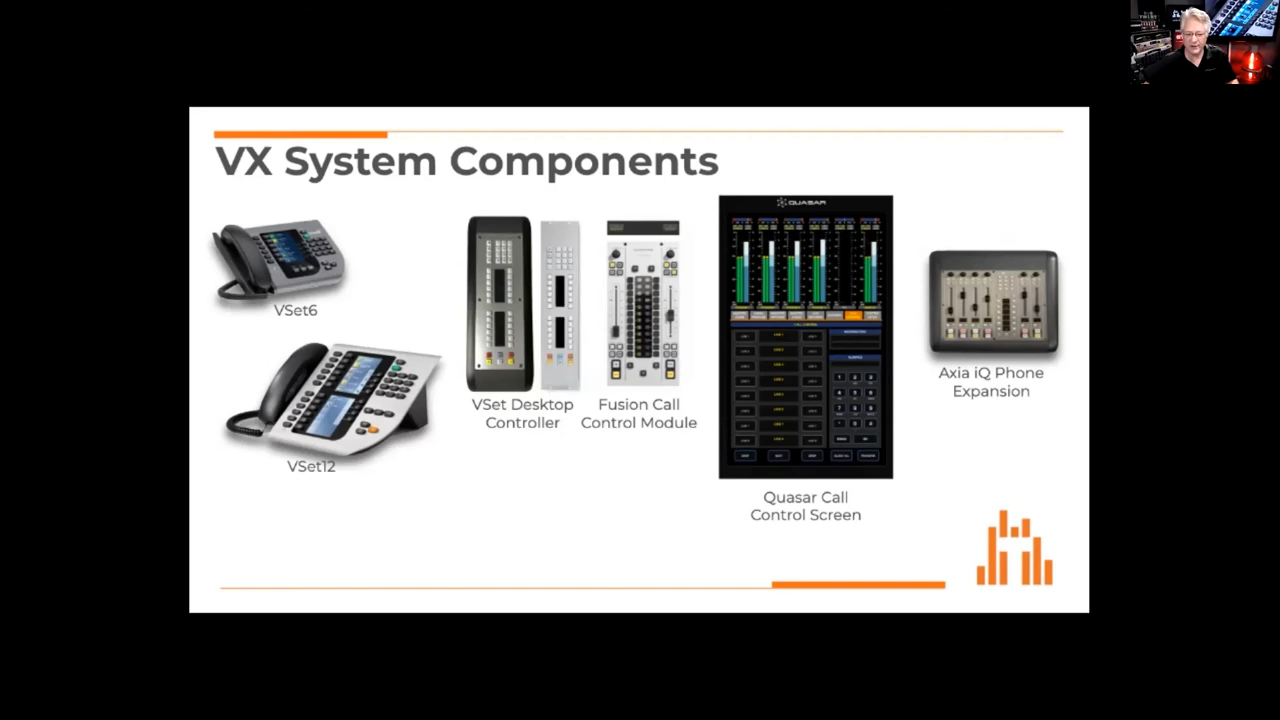 VX System Components
VSet6
VSet12
VSet Desktop
Controller
Fusion Call
Control Module
QUASAR
Quasar Call
Control Screen
Axia iQ Phone
Expansion